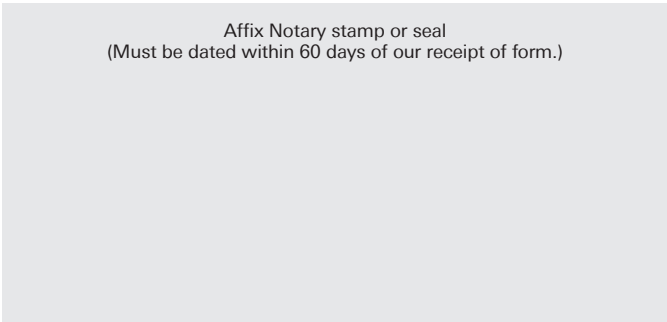 Affix Notary stamp or seal
(Must be dated within 60 days of our receipt of form.)